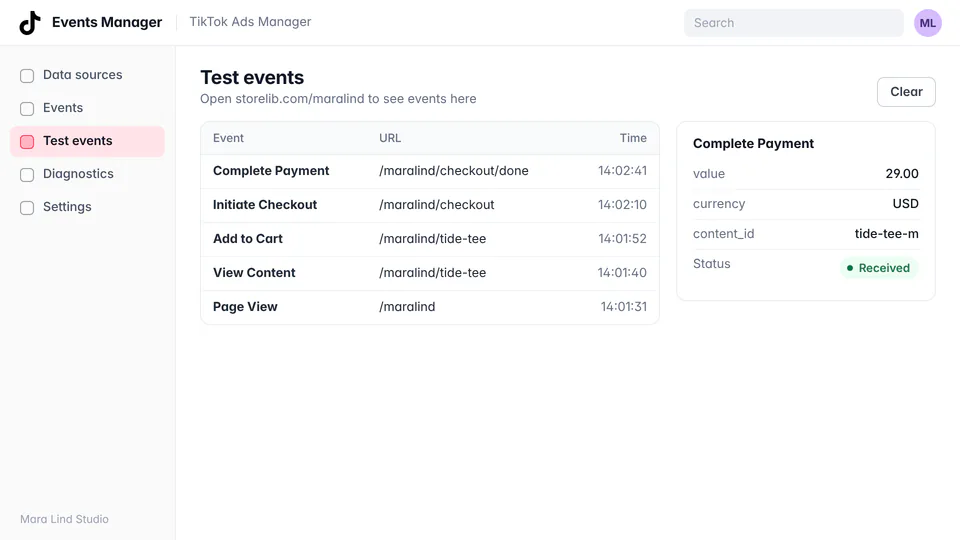 Events Manager
TikTok Ads Manager
Search
ML
Data sources
Events
Test events
Diagnostics
Settings
Mara Lind Studio
Test events
Open storelib.com/maralind to see events here
Clear
Event URL Time
Complete Payment /maralind/checkout/done 14:02:41
Initiate Checkout /maralind/checkout 14:02:10
Add to Cart /maralind/tide-tee 14:01:52
View Content /maralind/tide-tee 14:01:40
Page View /maralind 14:01:31
Complete Payment
value 29.00
currency USD
content_id tide-tee-m
Status Received